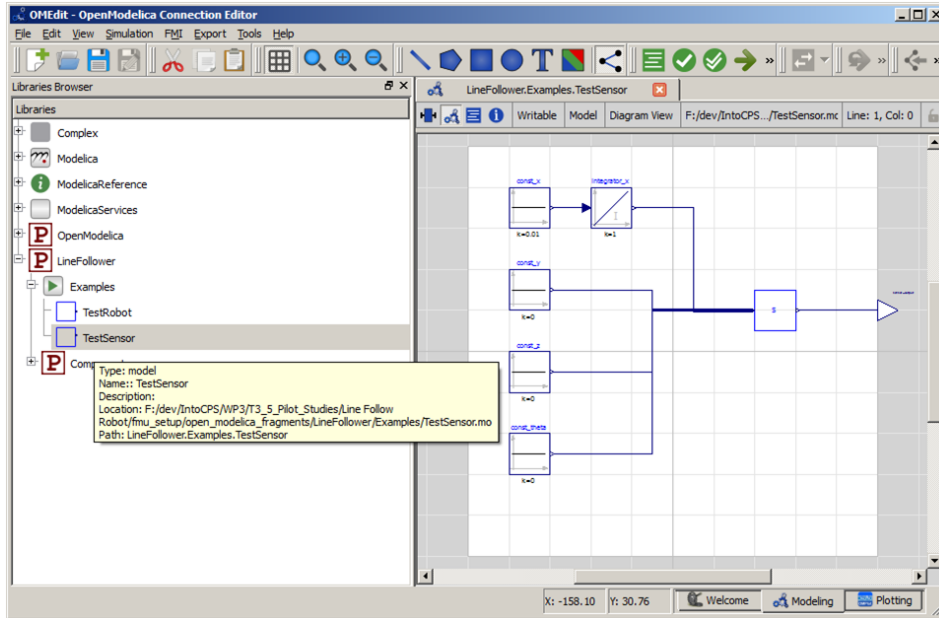 OMEdit - OpenModelica Connection Editor
File Edit View Simulation FMI Export Tools Help
T
Libraries Browser
LineFollower.Examples.TestSensor
Libraries
Writable Model Diagram View F:/dev/IntoCPS.../TestSensor.mc Line: 1, Col: 0
Complex
Modelica
ModelicaReference
ModelicaServices
P OpenModelica
P LineFollower
Examples
TestRobot
TestSensor
P
Type: model
Name:: TestSensor
Description:
Location: F:/dev/IntoCPS/WP3/T3_5_Pilot_Studies/Line Follow
Robot/fmu_setup/open_modelica_fragments/LineFollower/Examples/TestSensor.mo
Path: LineFollower.Examples.TestSensor
const_x
integrator_x
I
k=0.01
k=1
const_y
k=0
S
const_z
k=0
const_theta
k=0
X: -158.10 Y: 30.76 Welcome Modeling Plotting